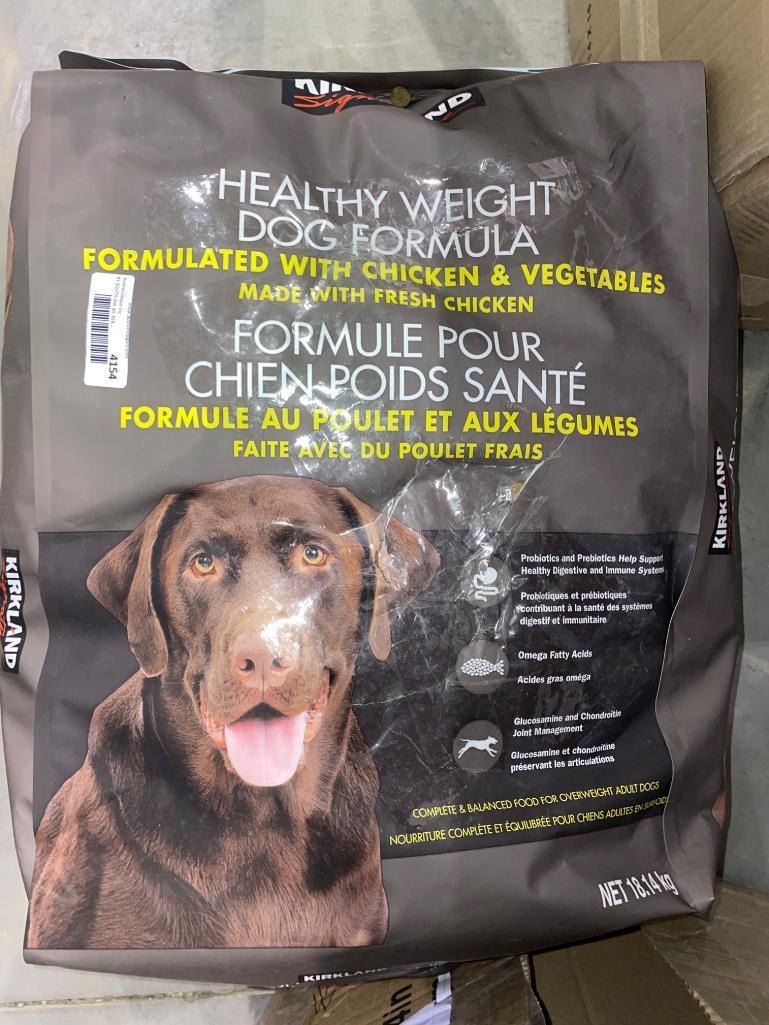 KIRKLAND
Signature
HEALTHY WEIGHT
DOG FORMULA
FORMULATED WITH CHICKEN & VEGETABLES
MADE WITH FRESH CHICKEN
4154
FORMULE POUR
CHIEN POIDS SANTÉ
FORMULE AU POULET ET AUX LÉGUMES
FAITE AVEC DU POULET FRAIS
KIRKLAND
KIRKLAND
Probiotics and Prebiotics Help Support
Healthy Digestive and Immune Systems
Probiotiques et prébiotiques
contribuant à la santé des systèmes
digestif et immunitaire
Omega Fatty Acids
Acides gras oméga
Glucosamine and Chondroitin
Joint Management
Glucosamine et chondroïtine
préservant les articulations
COMPLETE & BALANCED FOOD FOR OVERWEIGHT ADULT DOGS
NOURRITURE COMPLÈTE ET ÉQUILIBRÉE POUR CHIENS ADULTES EN SURPOIDS
NET 18.14 kg
KIRKLAND
4in